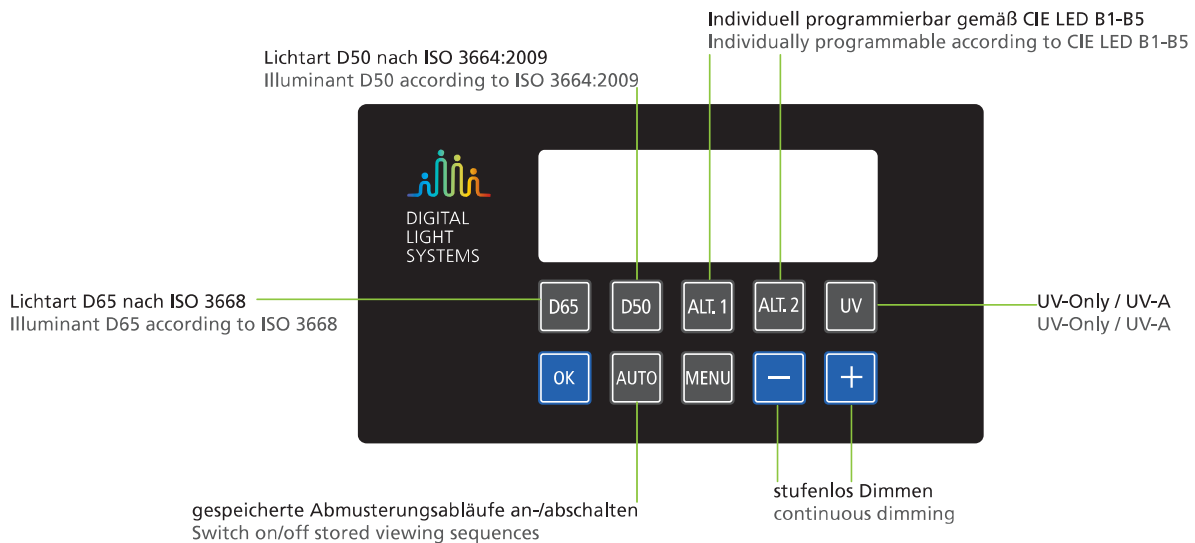 Individuell programmierbar gemäß CIE LED B1-B5
Individually programmable according to CIE LED B1-B5
Lichtart D50 nach ISO 3664:2009
Illuminant D50 according to ISO 3664:2009
DIGITAL
LIGHT
SYSTEMS
Lichtart D65 nach ISO 3668
Illuminant D65 according to ISO 3668
D65 D50 ALT. 1 ALT. 2 UV
UV-Only / UV-A
UV-Only / UV-A
OK AUTO MENU − +
gespeicherte Abmusterungsabläufe an-/abschalten
Switch on/off stored viewing sequences
stufenlos Dimmen
continuous dimming